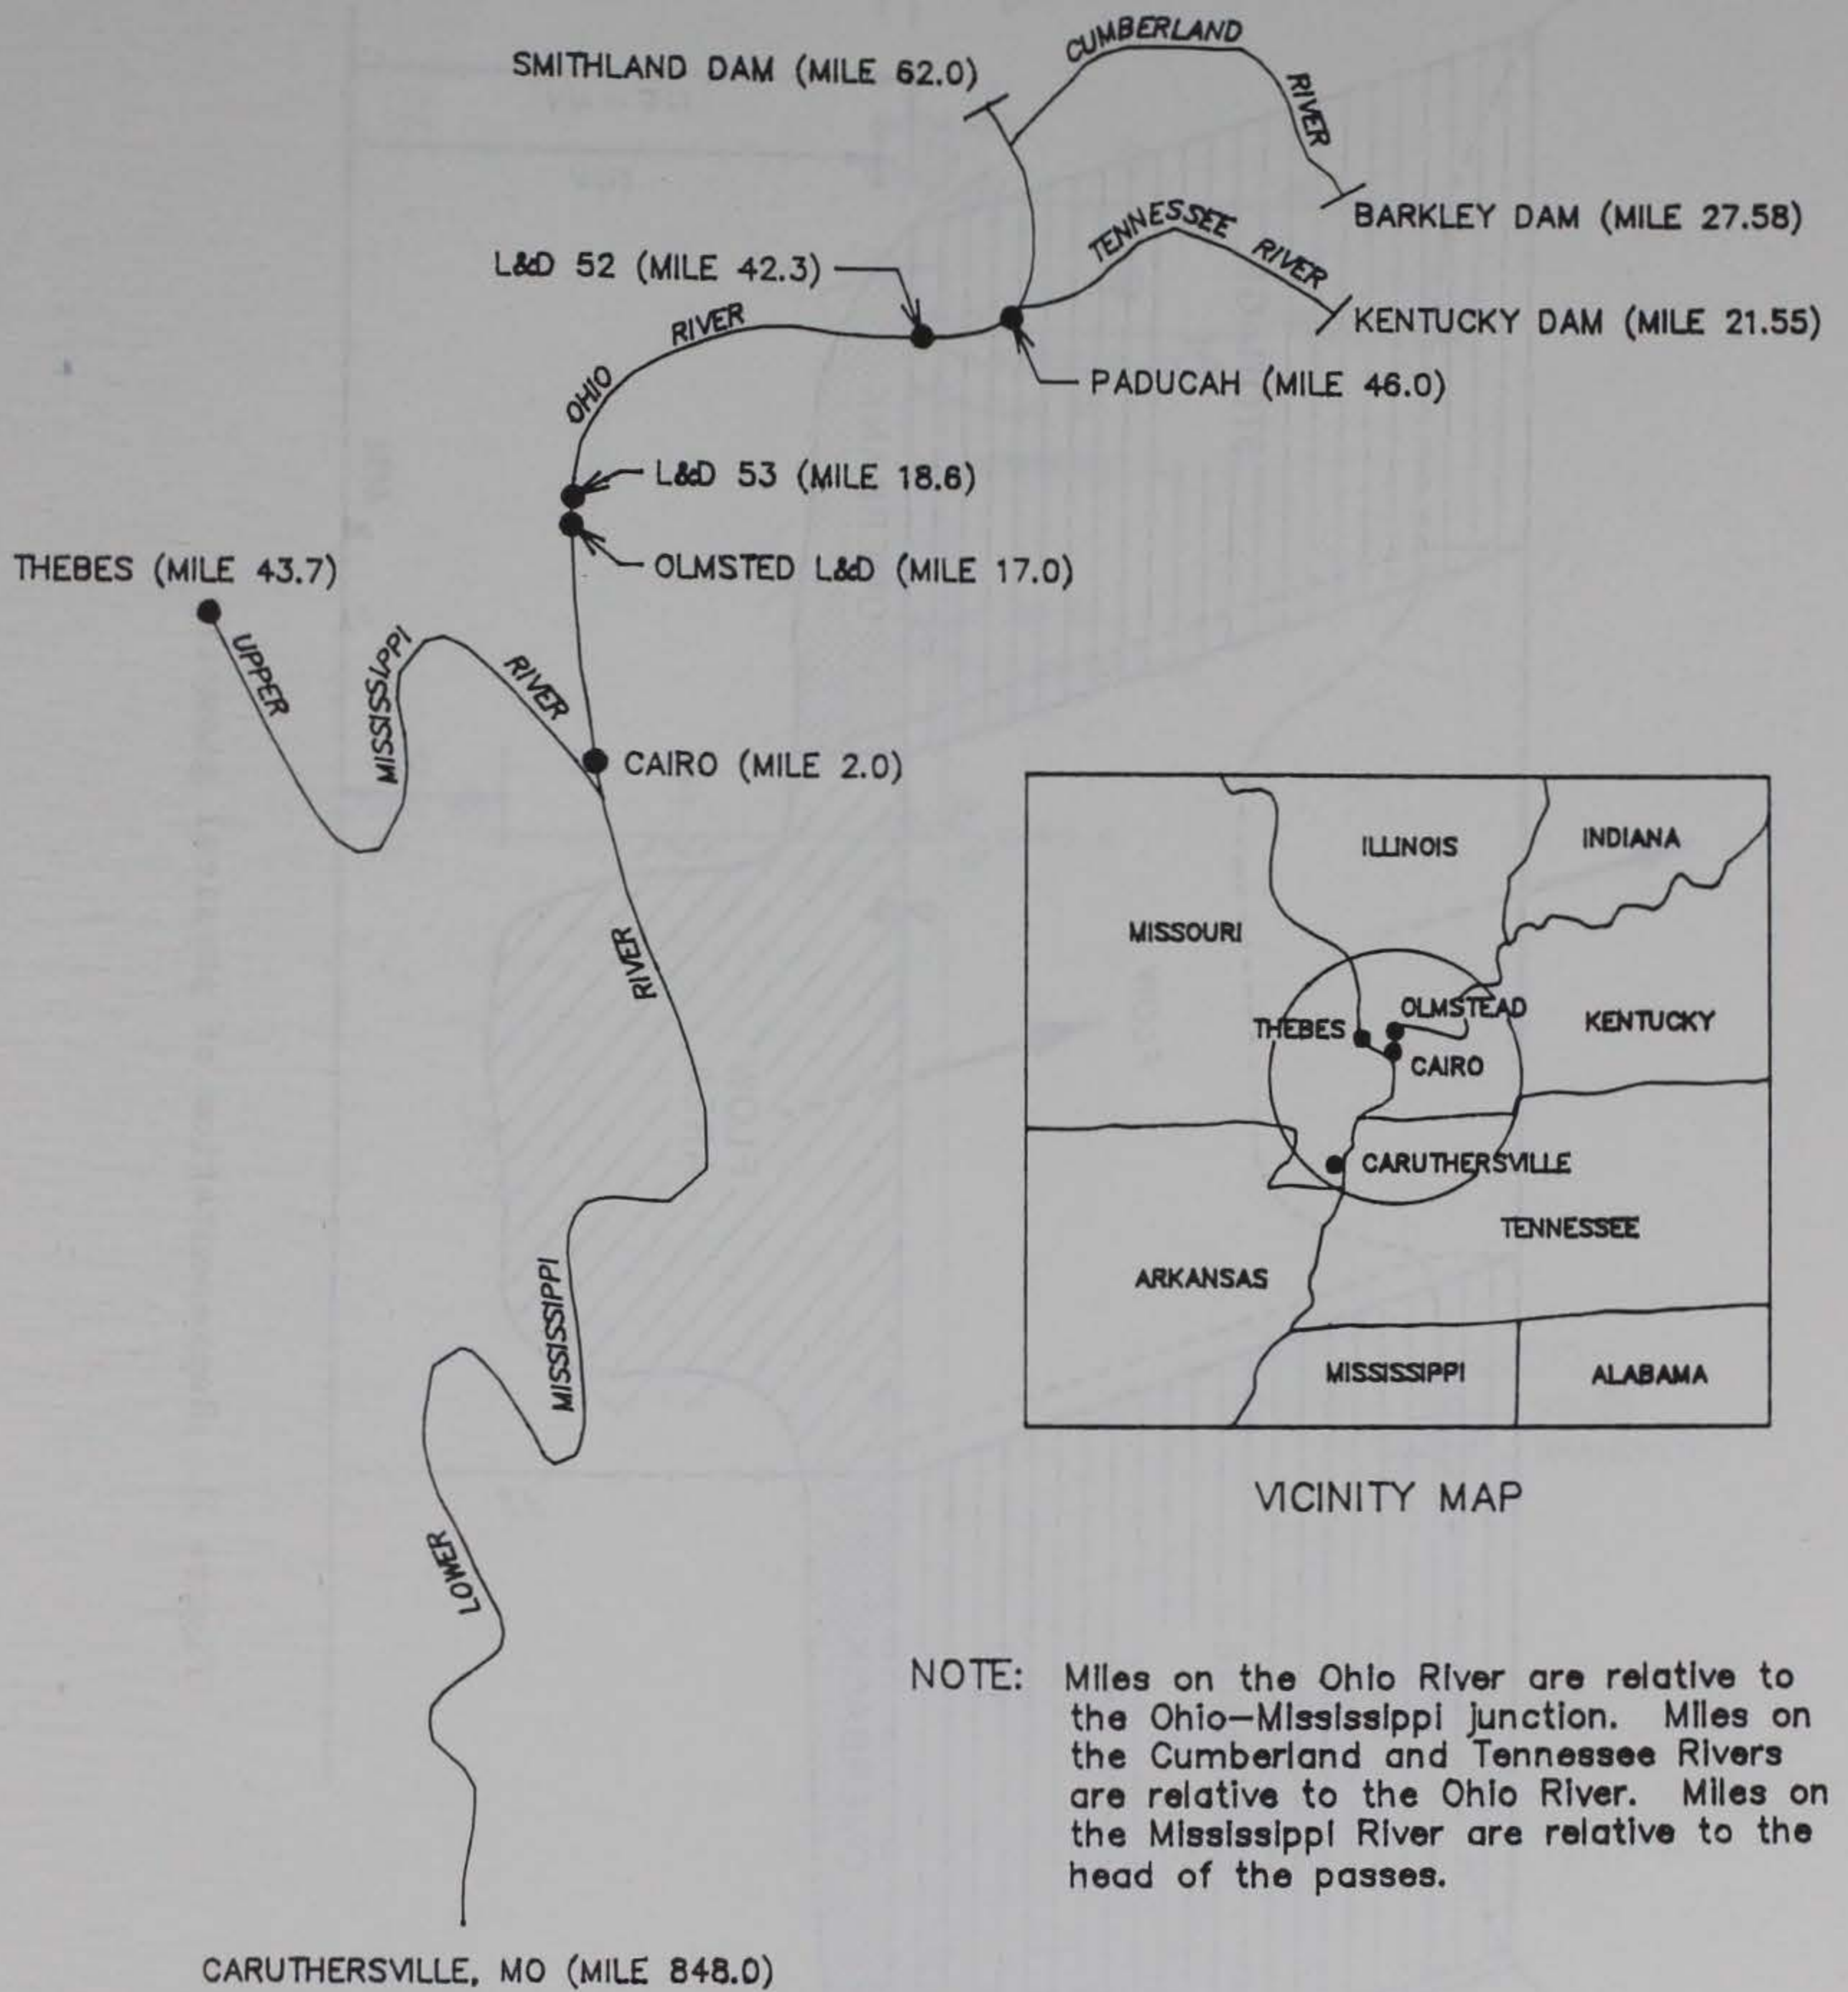 CUMBERLAND
RIVER
SMITHLAND DAM (MILE 62.0)
BARKLEY DAM (MILE 27.58)
TENNESSEE RIVER
L&D 52 (MILE 42.3)
KENTUCKY DAM (MILE 21.55)
RIVER
PADUCAH (MILE 46.0)
OHIO
L&D 53 (MILE 18.6)
OLMSTED L&D (MILE 17.0)
THEBES (MILE 43.7)
UPPER
MISSISSIPPI
RIVER
CAIRO (MILE 2.0)
RIVER
MISSISSIPPI
LOWER
CARUTHERSVILLE, MO (MILE 848.0)
ILLINOIS
INDIANA
MISSOURI
OLMSTEAD
THEBES
KENTUCKY
CAIRO
CARUTHERSVILLE
TENNESSEE
ARKANSAS
MISSISSIPPI
ALABAMA
VICINITY MAP
NOTE: Miles on the Ohio River are relative to
the Ohio-Mississippi junction. Miles on
the Cumberland and Tennessee Rivers
are relative to the Ohio River. Miles on
the Mississippi River are relative to the
head of the passes.